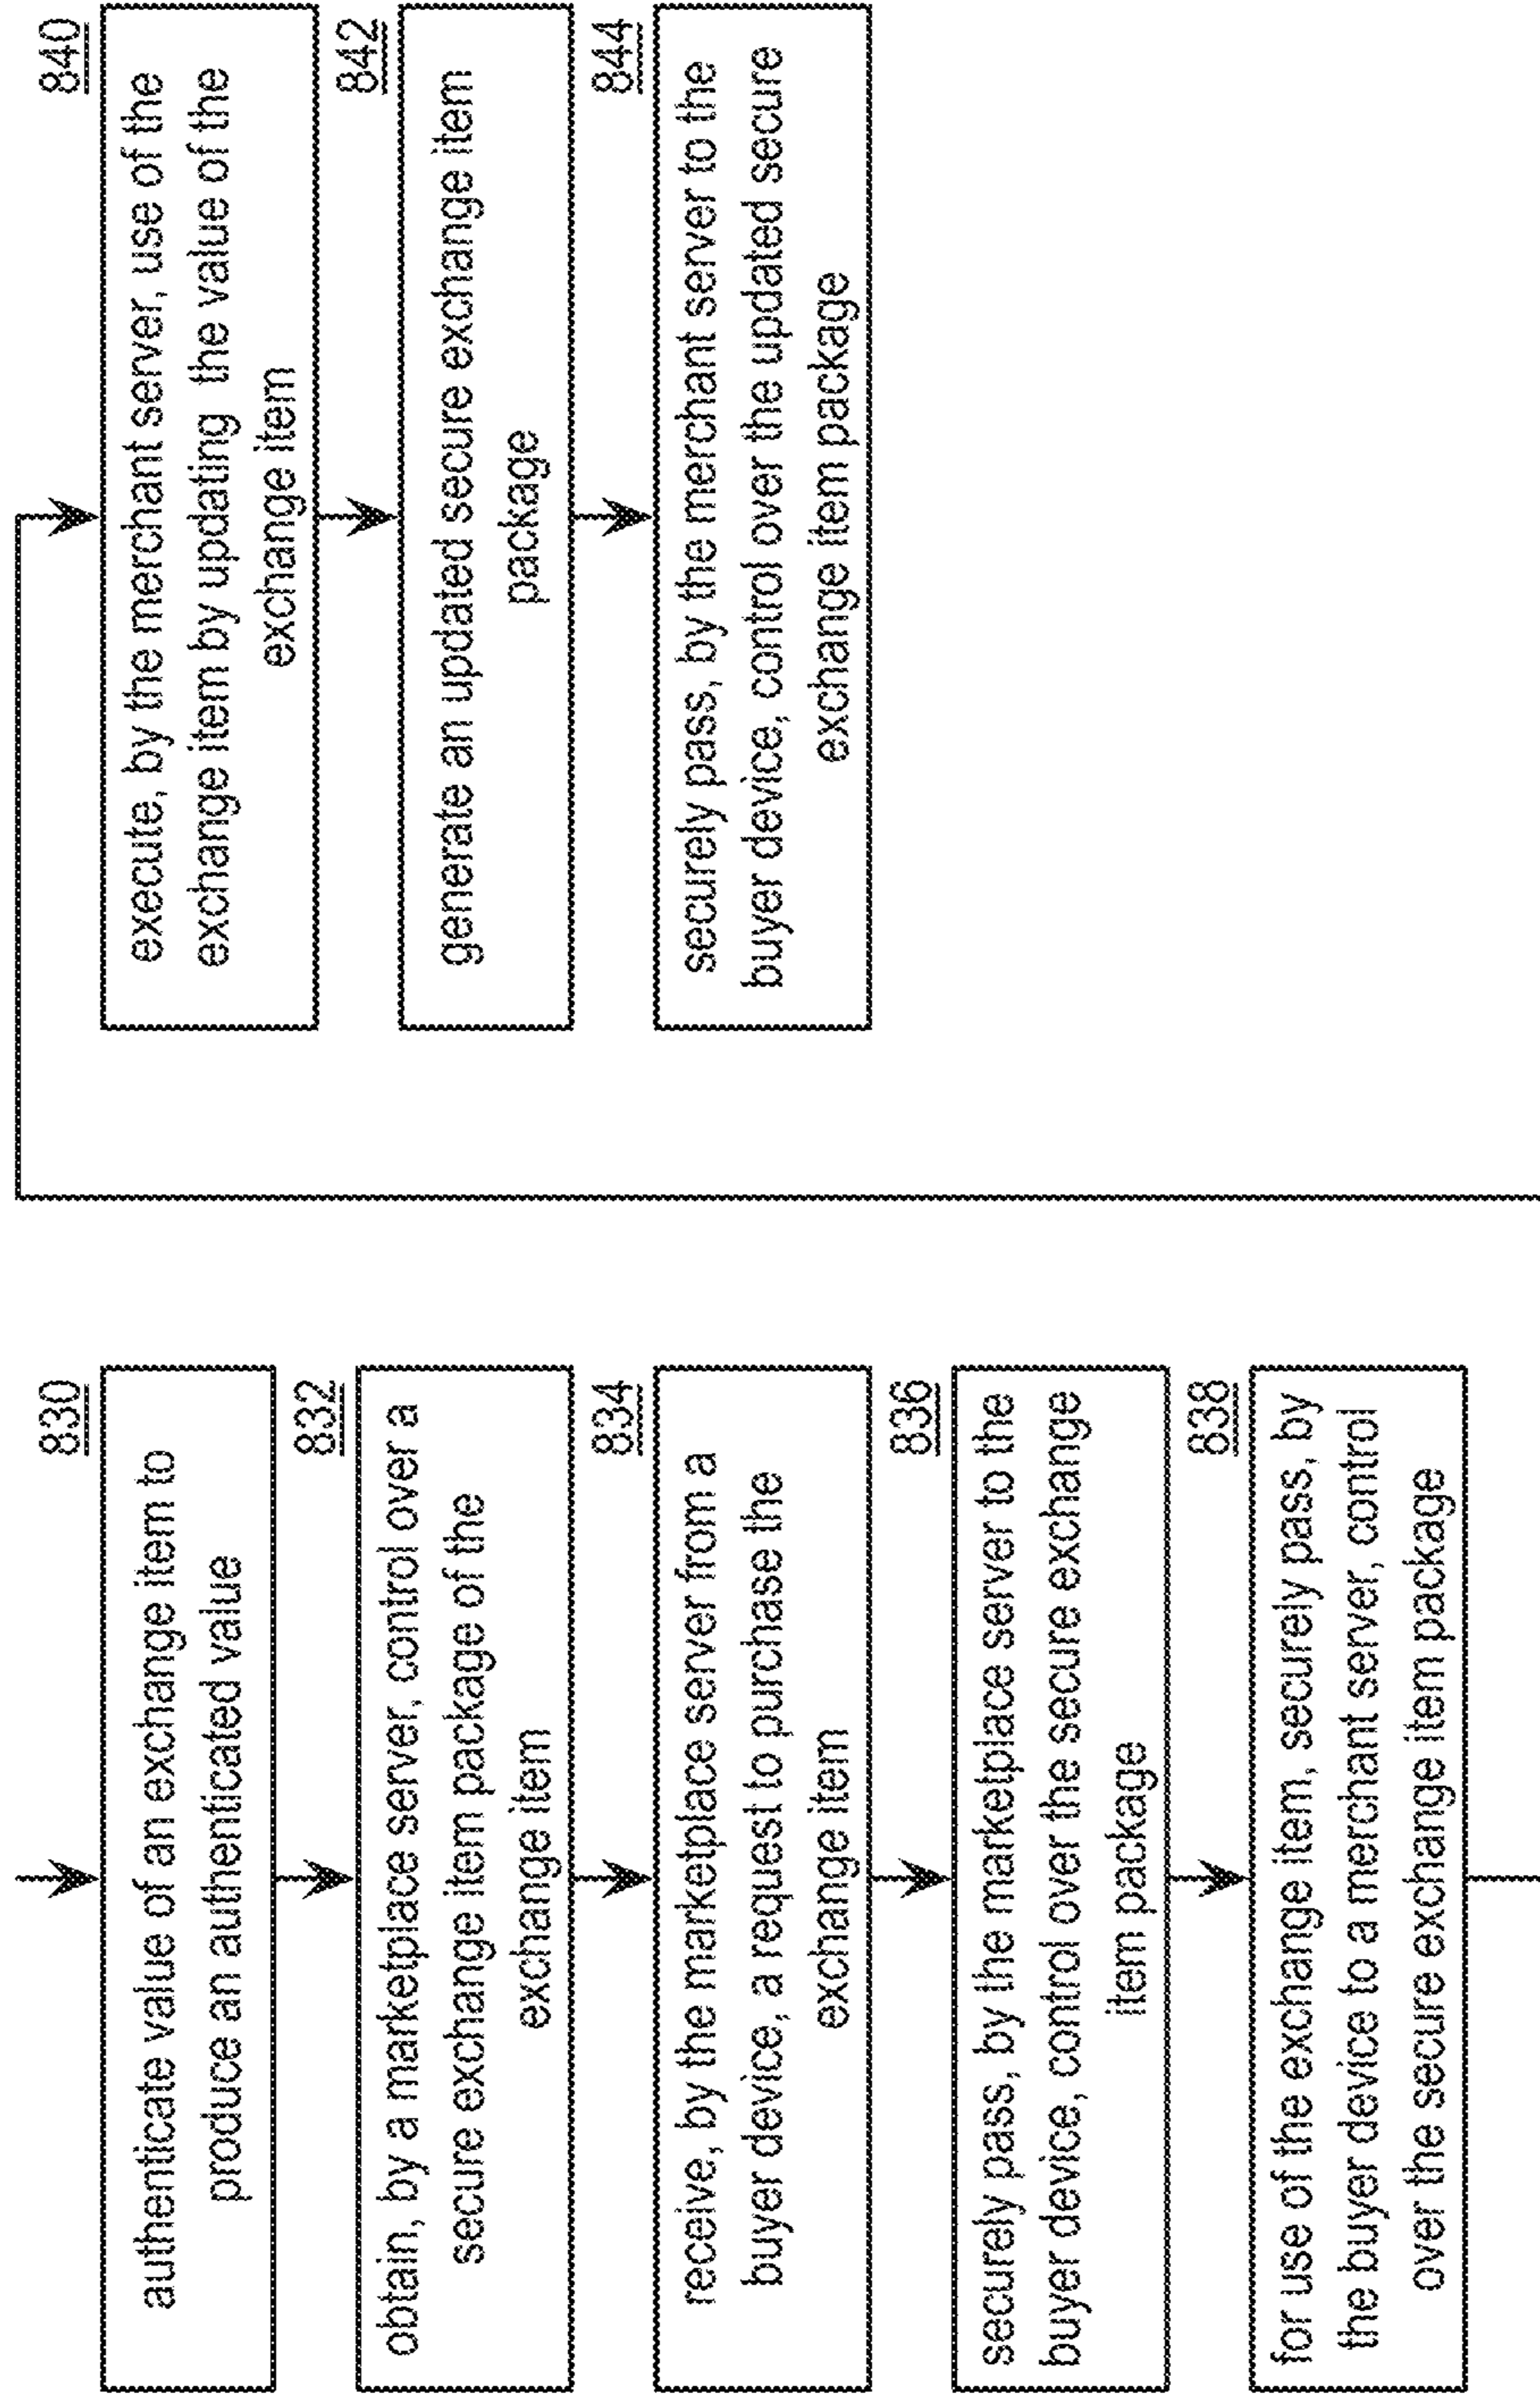 830
authenticate value of an exchange item to
produce an authenticated value
832
obtain, by a marketplace server, control over a
secure exchange item package of the
exchange item
834
receive, by the marketplace server from a
buyer device, a request to purchase the
exchange item
836
securely pass, by the marketplace server to the
buyer device, control over the secure exchange
item package
838
for use of the exchange item, securely pass, by
the buyer device to a merchant server, control
over the secure exchange item package
840
execute, by the merchant server, use of the
exchange item by updating the value of the
exchange item
842
generate an updated secure exchange item
package
844
securely pass, by the merchant server to the
buyer device, control over the updated secure
exchange item package